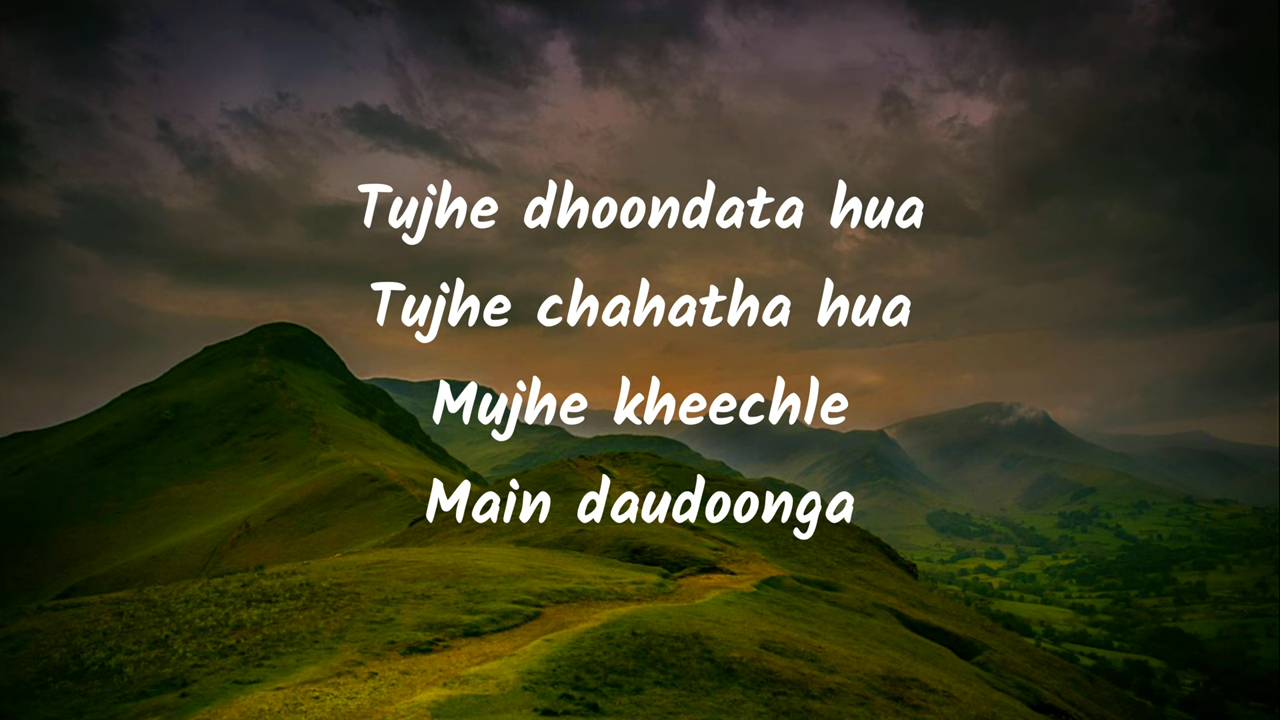 Tujhe dhoondata hua
Tujhe chahatha hua
Mujhe kheechle
Main daudoonga